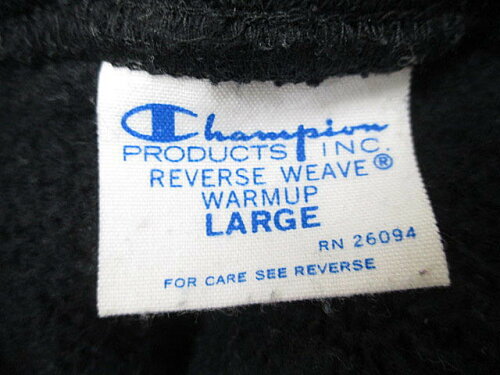 Champion
PRODUCTS INC.
REVERSE WEAVE®
WARMUP
LARGE
RN 26094
FOR CARE SEE REVERSE